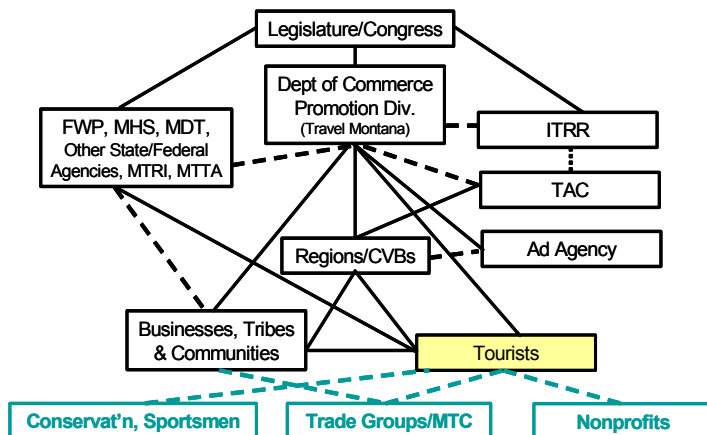 Legislature/Congress
Dept of Commerce
Promotion Div.
(Travel Montana)
FWP, MHS, MDT,
Other State/Federal
Agencies, MTRI, MTTA
ITRR
TAC
Regions/CVBs
Ad Agency
Businesses, Tribes
& Communities
Tourists
Conservat'n, Sportsmen
Trade Groups/MTC
Nonprofits